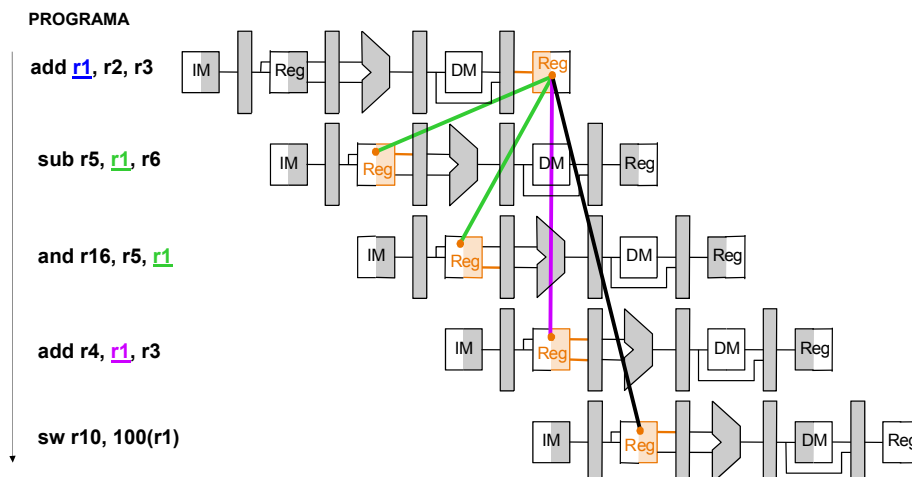 PROGRAMA
add r1, r2, r3
IM
Reg
DM
Reg
sub r5, r1, r6
IM
Reg
DM
Reg
and r16, r5, r1
IM
Reg
DM
Reg
add r4, r1, r3
IM
Reg
DM
Reg
sw r10, 100(r1)
IM
Reg
DM
Reg